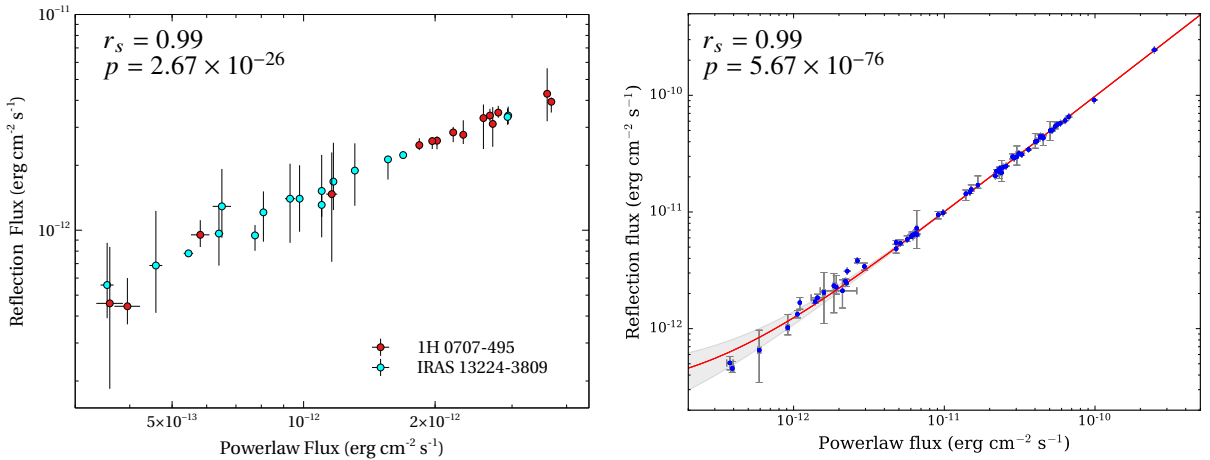 10⁻¹¹
r_s = 0.99
p = 2.67 × 10⁻²⁶
Reflection Flux (erg cm⁻² s⁻¹)
10⁻¹²
1H 0707-495
IRAS 13224-3809
5×10⁻¹³
10⁻¹²
2×10⁻¹²
Powerlaw Flux (erg cm⁻² s⁻¹)
r_s = 0.99
p = 5.67 × 10⁻⁷⁶
Reflection flux (erg cm⁻² s⁻¹)
10⁻¹⁰
10⁻¹¹
10⁻¹²
10⁻¹²
10⁻¹¹
10⁻¹⁰
Powerlaw flux (erg cm⁻² s⁻¹)